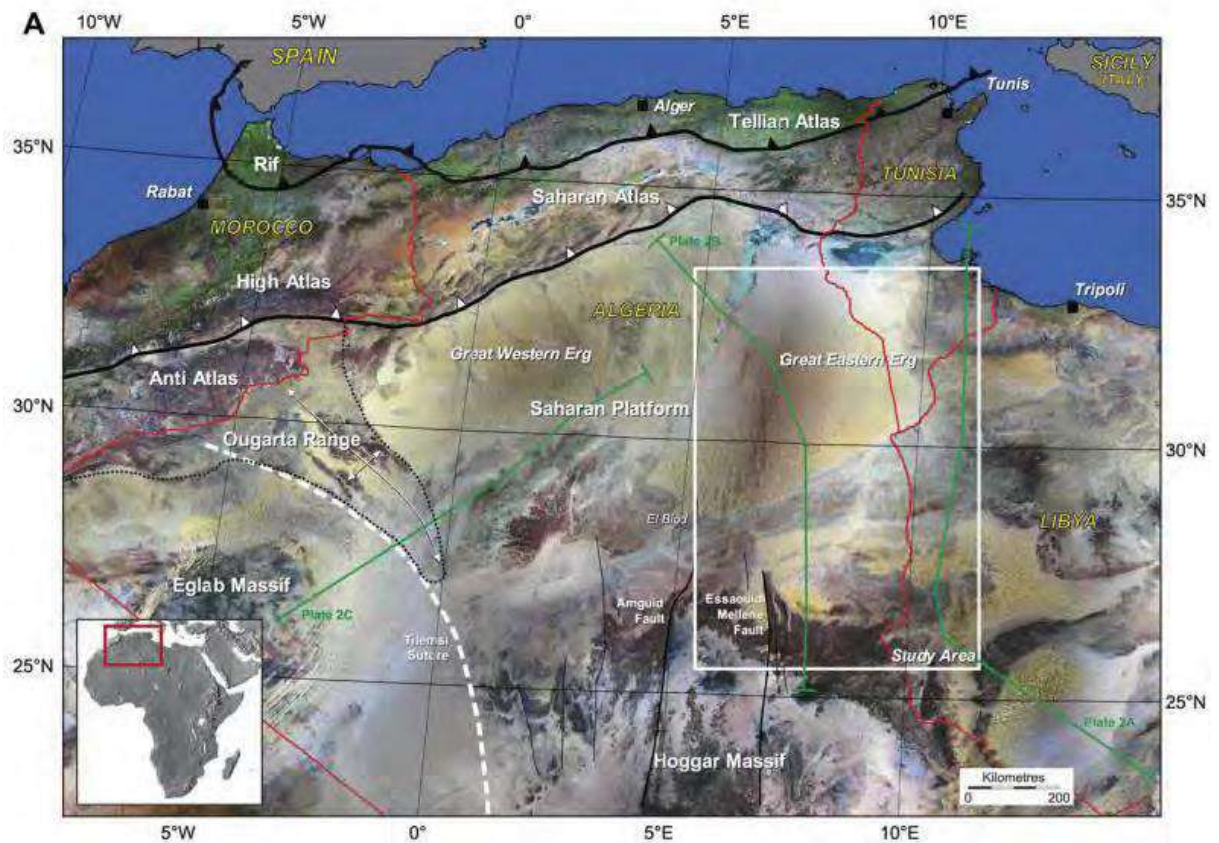 A
10°W 5°W 0° 5°E 10°E
SPAIN
SICILY
(ITALY)
Tunis
Alger
Tellian Atlas
35°N
Rif
TUNISIA
Rabat
Saharan Atlas
35°N
MOROCCO
Plate 2B
High Atlas
ALGERIA
Tripoli
Great Western Erg
Great Eastern Erg
Anti Atlas
30°N
Saharan Platform
Ougarta Range
30°N
El Biod
LIBYA
Eglab Massif
Amguid
Fault
Essaouid
Mellene
Fault
Plate 2C
Tilemsi
Suture
Study Area
25°N
25°N
Plate 2A
Hoggar Massif
Kilometres
0 200
5°W 0° 5°E 10°E